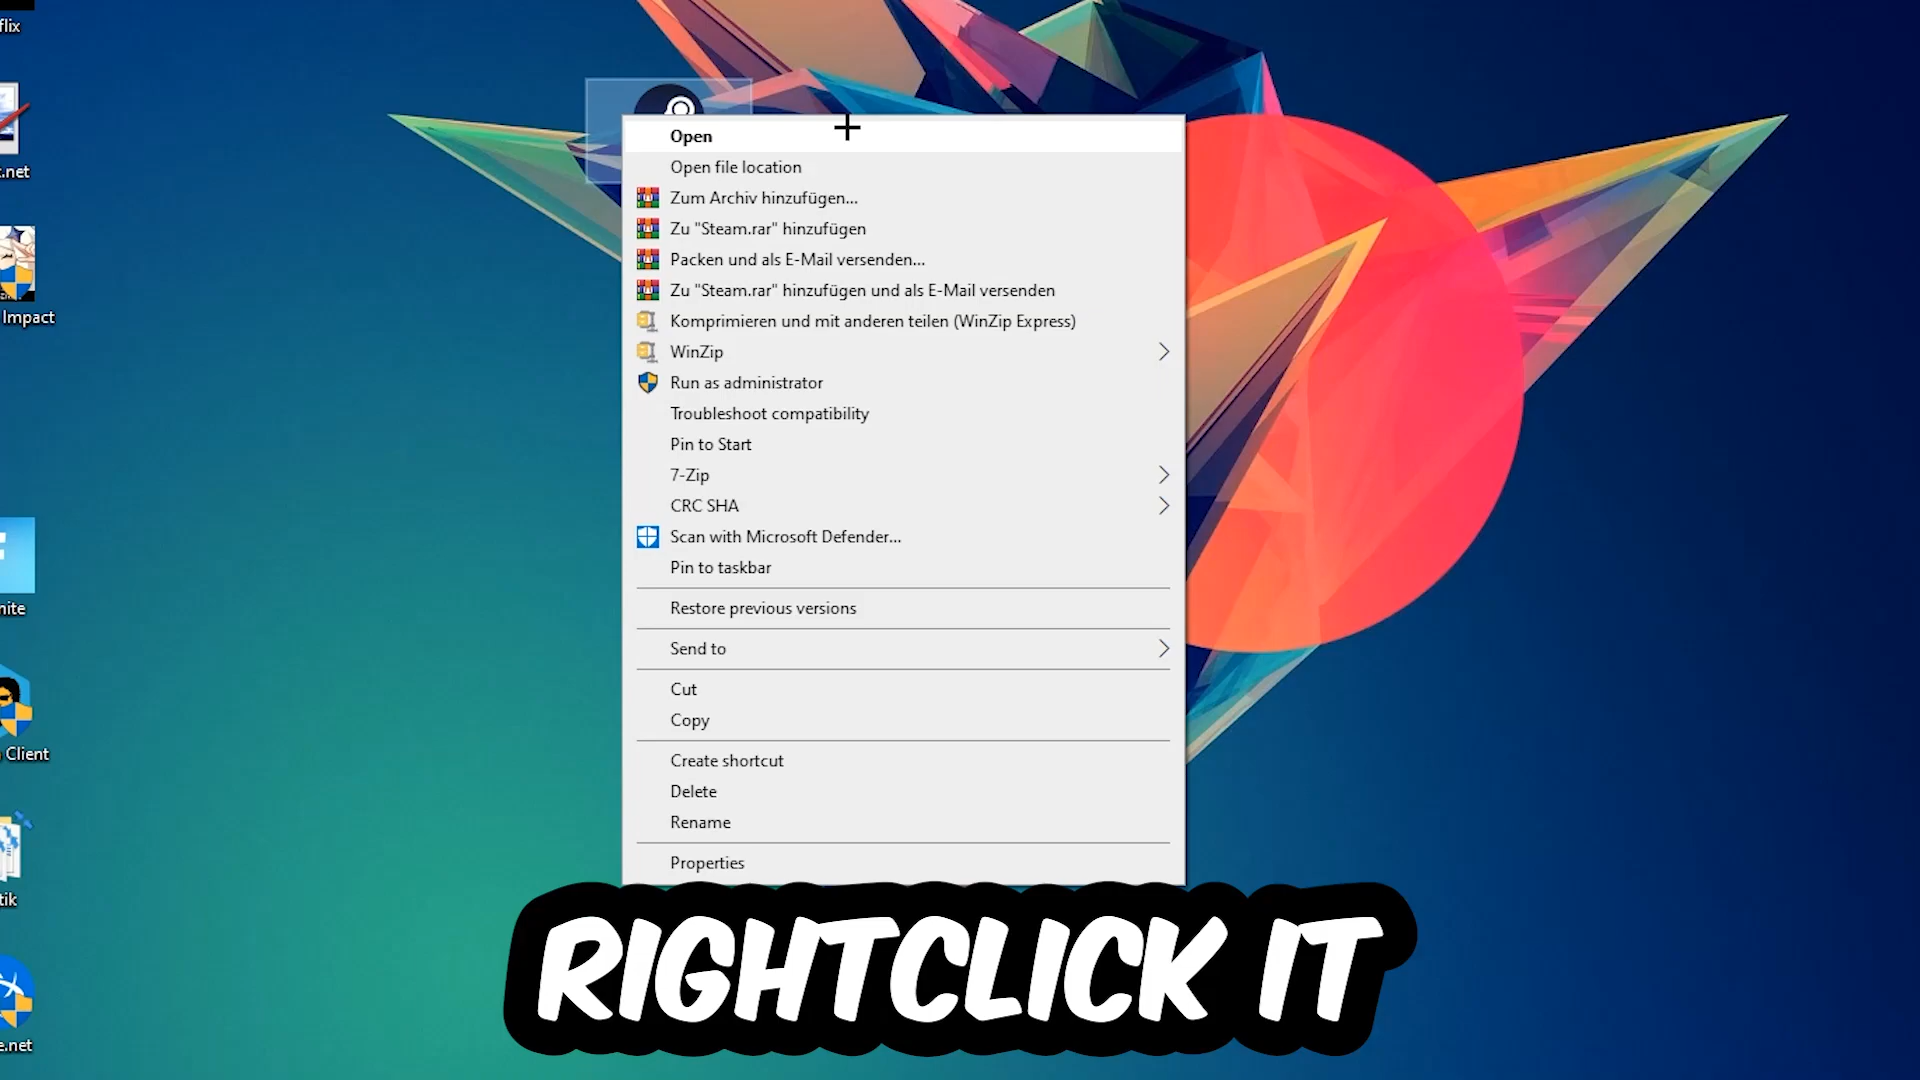 flix
.net
Impact
nite
Client
tik
e.net
Open
Open file location
Zum Archiv hinzufügen...
Zu "Steam.rar" hinzufügen
Packen und als E-Mail versenden...
Zu "Steam.rar" hinzufügen und als E-Mail versenden
Komprimieren und mit anderen teilen (WinZip Express)
WinZip
Run as administrator
Troubleshoot compatibility
Pin to Start
7-Zip
CRC SHA
Scan with Microsoft Defender...
Pin to taskbar
Restore previous versions
Send to
Cut
Copy
Create shortcut
Delete
Rename
Properties
RIGHTCLICK IT